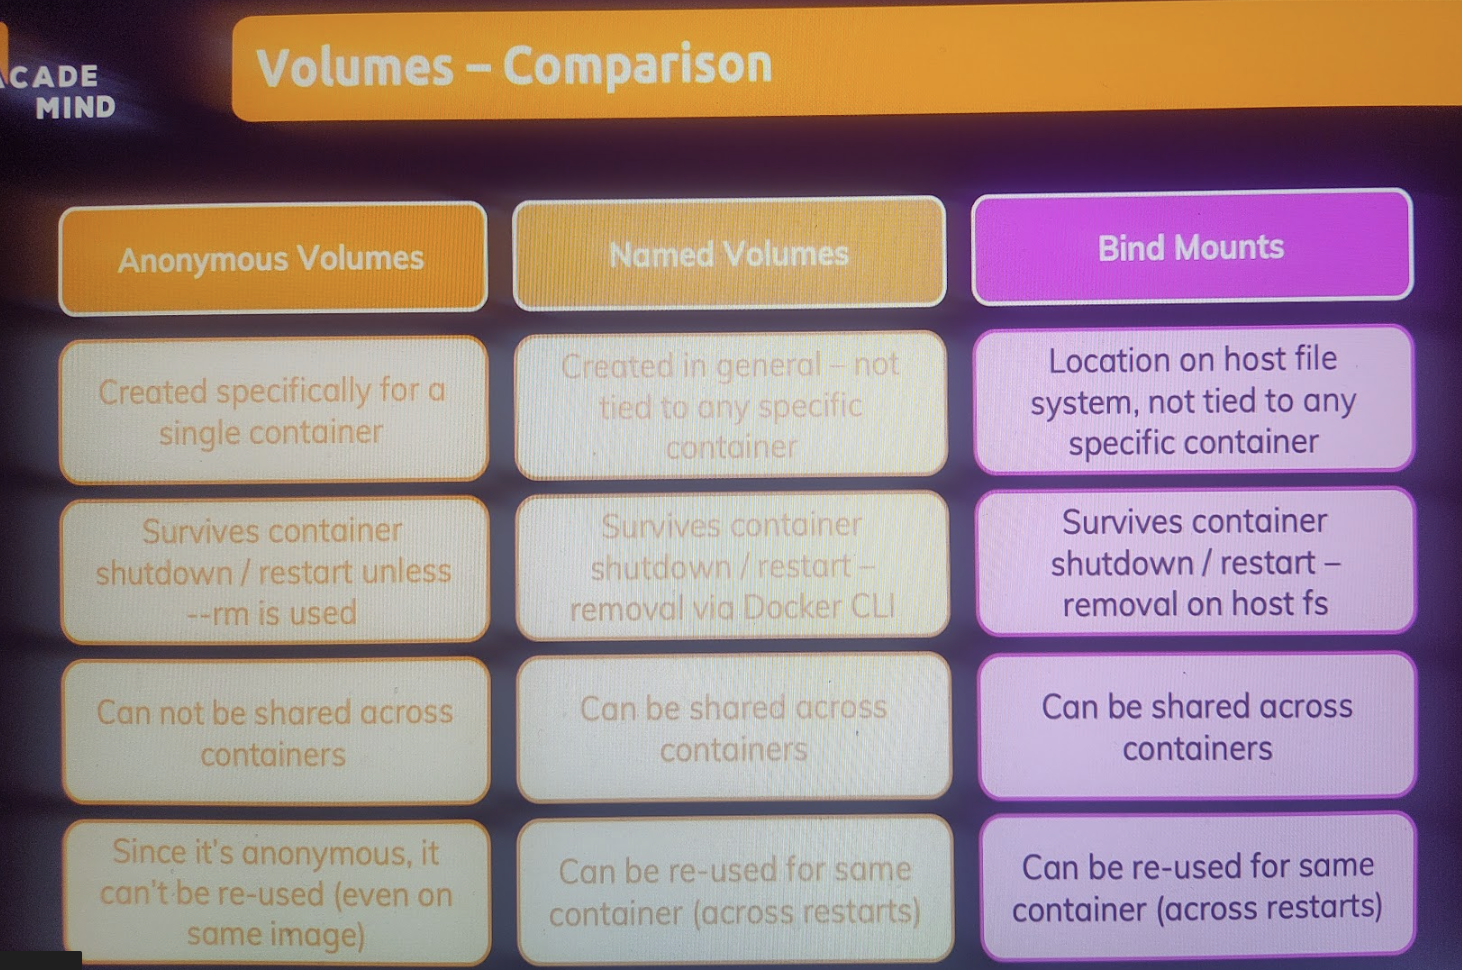 ACADE
MIND
Volumes – Comparison
Anonymous Volumes
Named Volumes
Bind Mounts
Created specifically for a
single container
Created in general – not
tied to any specific
container
Location on host file
system, not tied to any
specific container
Survives container
shutdown / restart unless
--rm is used
Survives container
shutdown / restart –
removal via Docker CLI
Survives container
shutdown / restart –
removal on host fs
Can not be shared across
containers
Can be shared across
containers
Can be shared across
containers
Since it's anonymous, it
can't be re-used (even on
same image)
Can be re-used for same
container (across restarts)
Can be re-used for same
container (across restarts)